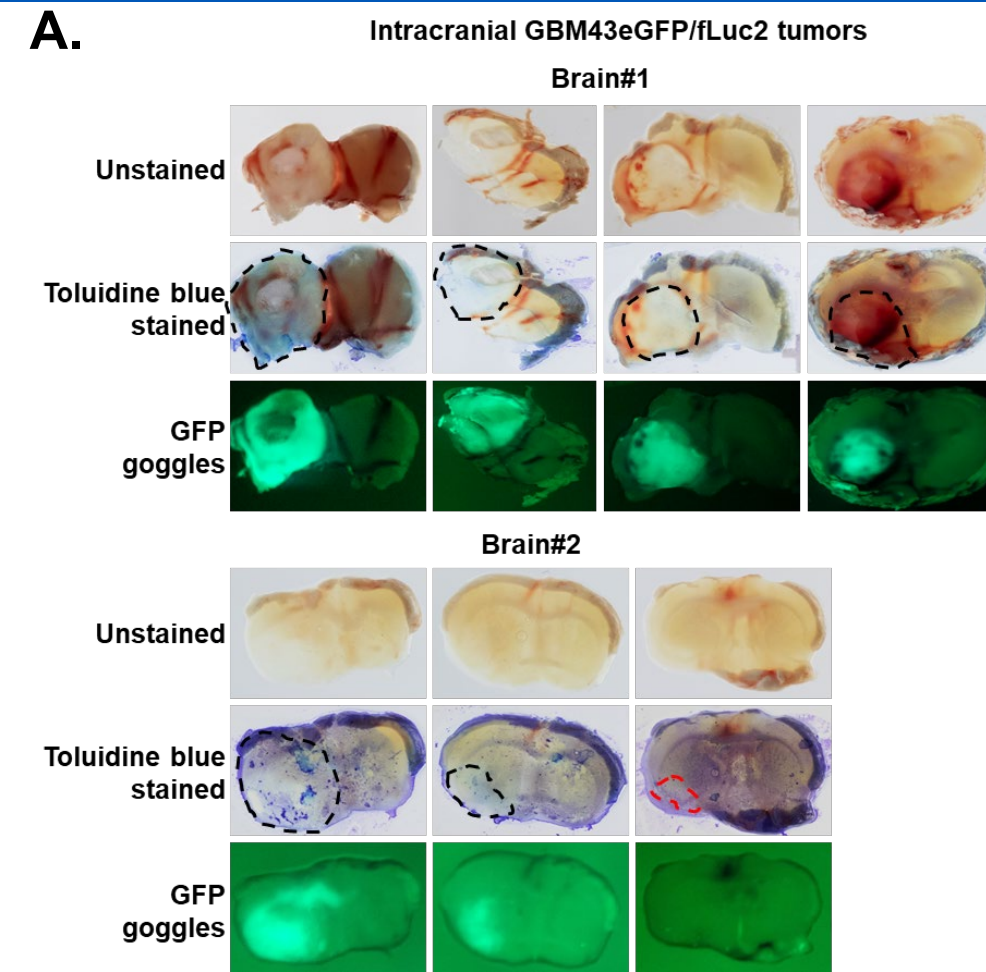 A.
Intracranial GBM43eGFP/fLuc2 tumors
Brain#1
Unstained
Toluidine blue
stained
GFP
goggles
Brain#2
Unstained
Toluidine blue
stained
GFP
goggles